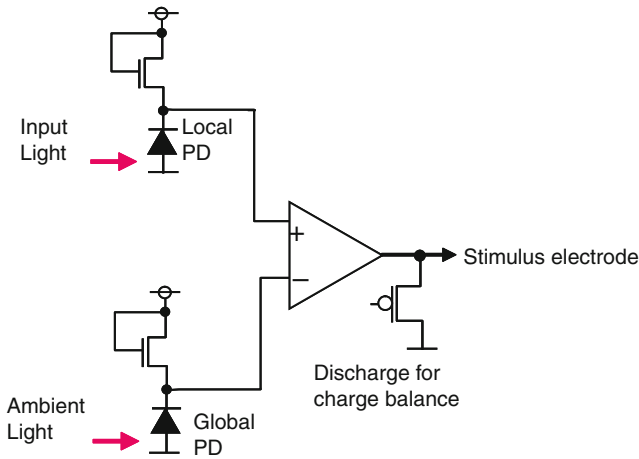 Input
Light
Local
PD
+
−
Stimulus electrode
Discharge for
charge balance
Ambient
Light
Global
PD